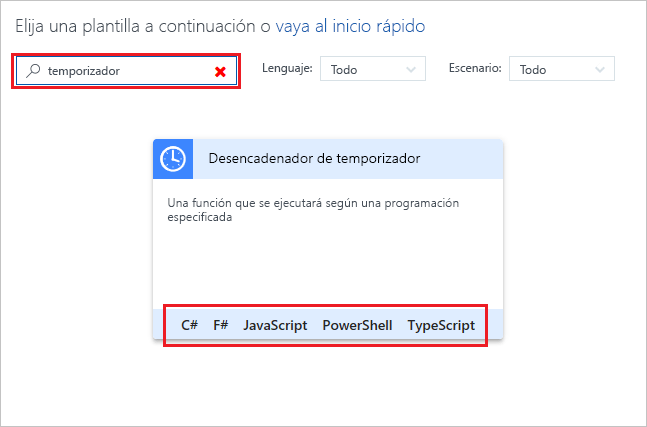 Elija una plantilla a continuación o vaya al inicio rápido
temporizador Lenguaje: Todo Escenario: Todo
Desencadenador de temporizador
Una función que se ejecutará según una programación
especificada
C# F# JavaScript PowerShell TypeScript